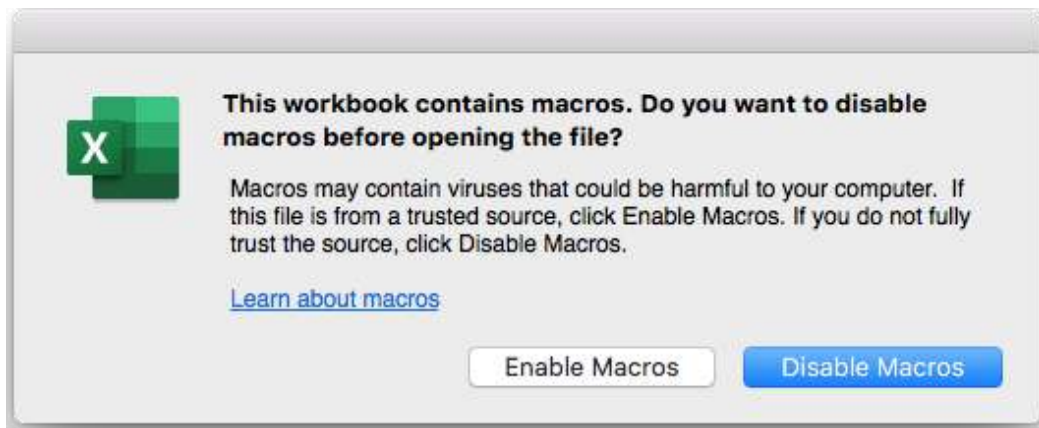 This workbook contains macros. Do you want to disable
macros before opening the file?
X
Macros may contain viruses that could be harmful to your computer.  If
this file is from a trusted source, click Enable Macros. If you do not fully
trust the source, click Disable Macros.
Learn about macros
Enable Macros
Disable Macros